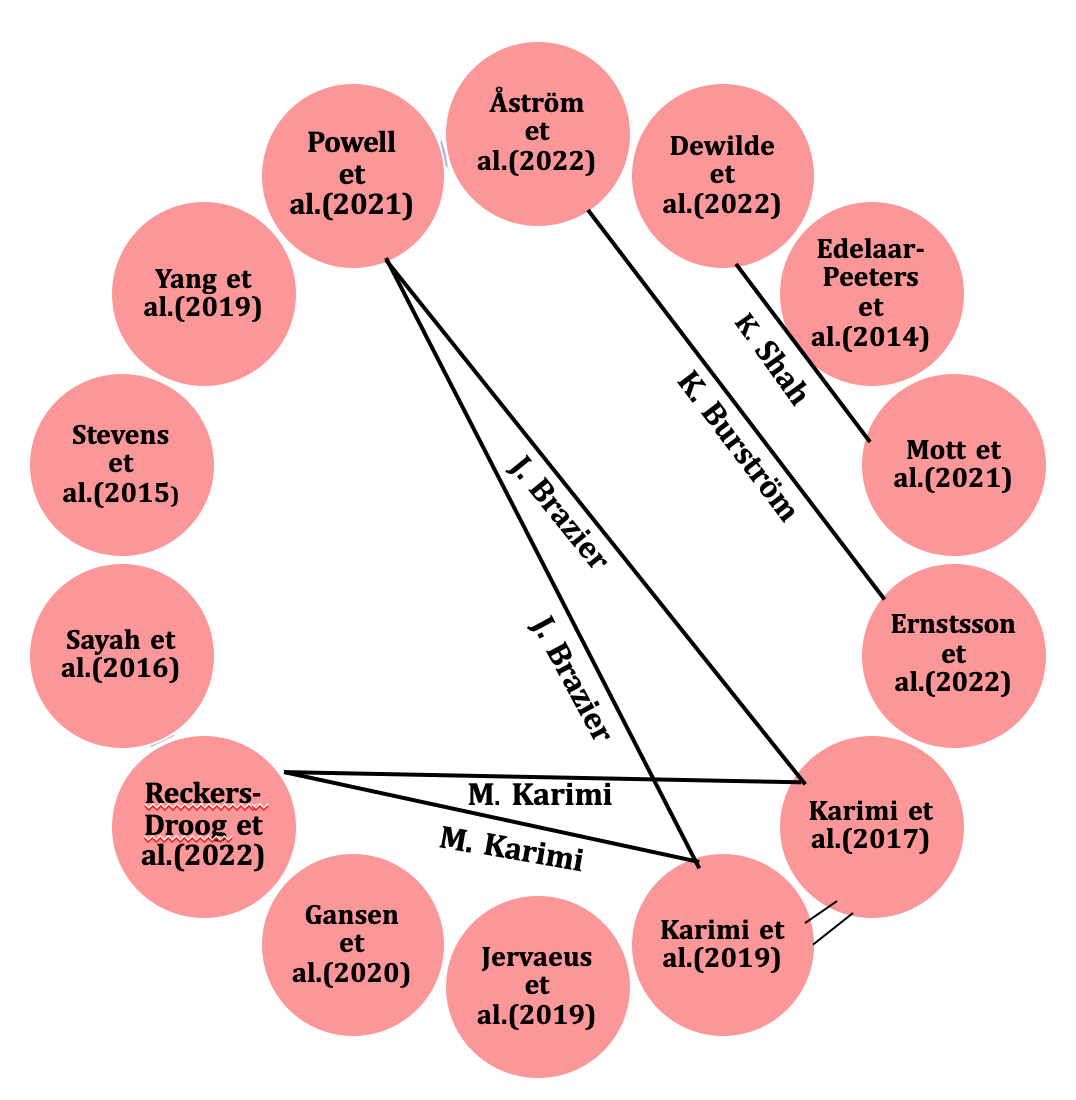 Åström
et
al.(2022)
Dewilde
et
al.(2022)
Edelaar-
Peeters
et
al.(2014)
Mott et
al.(2021)
Ernstsson
et
al.(2022)
Karimi et
al.(2017)
Karimi et
al.(2019)
Jervaeus
et
al.(2019)
Gansen
et
al.(2020)
Reckers-
Droog et
al.(2022)
Sayah et
al.(2016)
Stevens
et
al.(2015)
Yang et
al.(2019)
Powell
et
al.(2021)
K. Shah
K. Burström
J. Brazier
J. Brazier
M. Karimi
M. Karimi